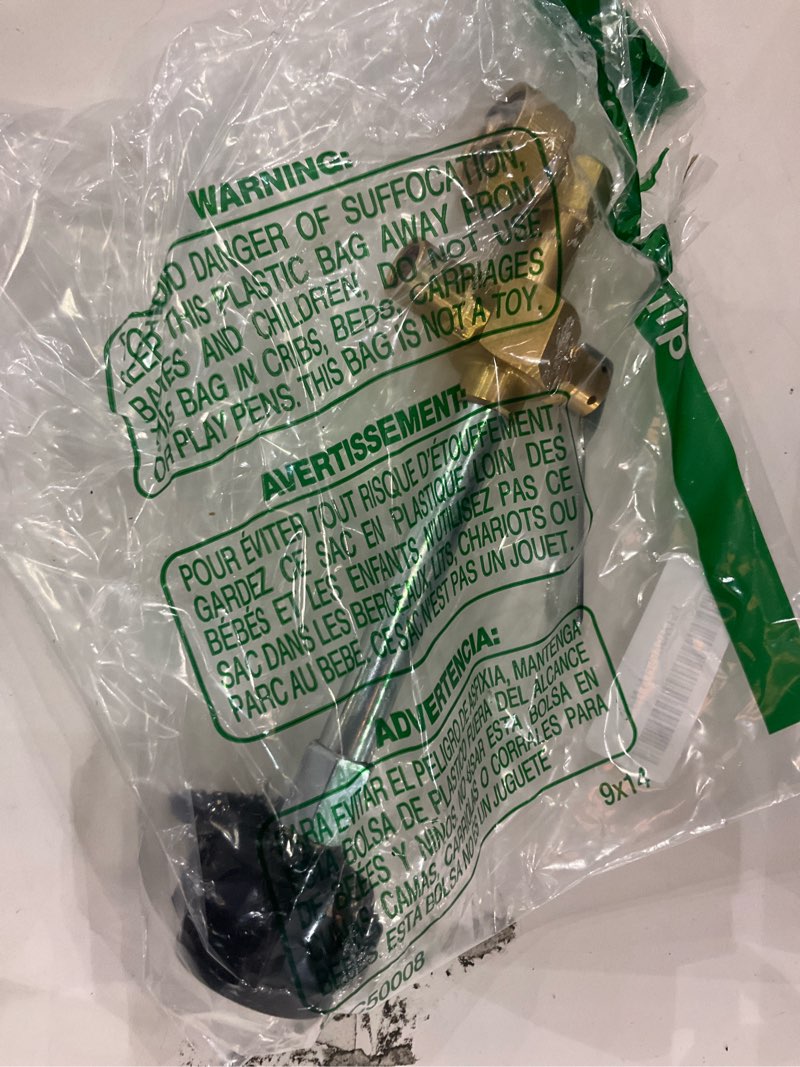 WARNING:
DANGER OF SUFFOCATION,
THIS PLASTIC BAG AWAY FROM
BABIES AND CHILDREN, DO NOT USE
BAG IN CRIBS, BEDS, CARRIAGES
OR PLAY PENS. THIS BAG IS NOT A TOY.
AVERTISSEMENT:
POUR ÉVITER TOUT RISQUE D'ÉTOUFFEMENT,
GARDEZ CE SAC EN PLASTIQUE LOIN DES
BÉBÉS ET LES ENFANTS, N'UTILISEZ PAS CE
SAC DANS LES BERCEAUX, LITS, CHARIOTS OU
PARC AU BEBE. CE SAC N'EST PAS UN JOUET.
ADVERTENCIA:
PARA EVITAR EL PELIGRO DE ASFIXIA, MANTENGA
BOLSA DE PLASTICO FUERA DEL ALCANCE
DE BEBES Y NIÑOS, NO USAR ESTA BOLSA EN
CAMAS, CARRIOLAS O CORRALES PARA
BEBES ESTA BOLSA NO ES UN JUGUETE
9x14
50008
zip